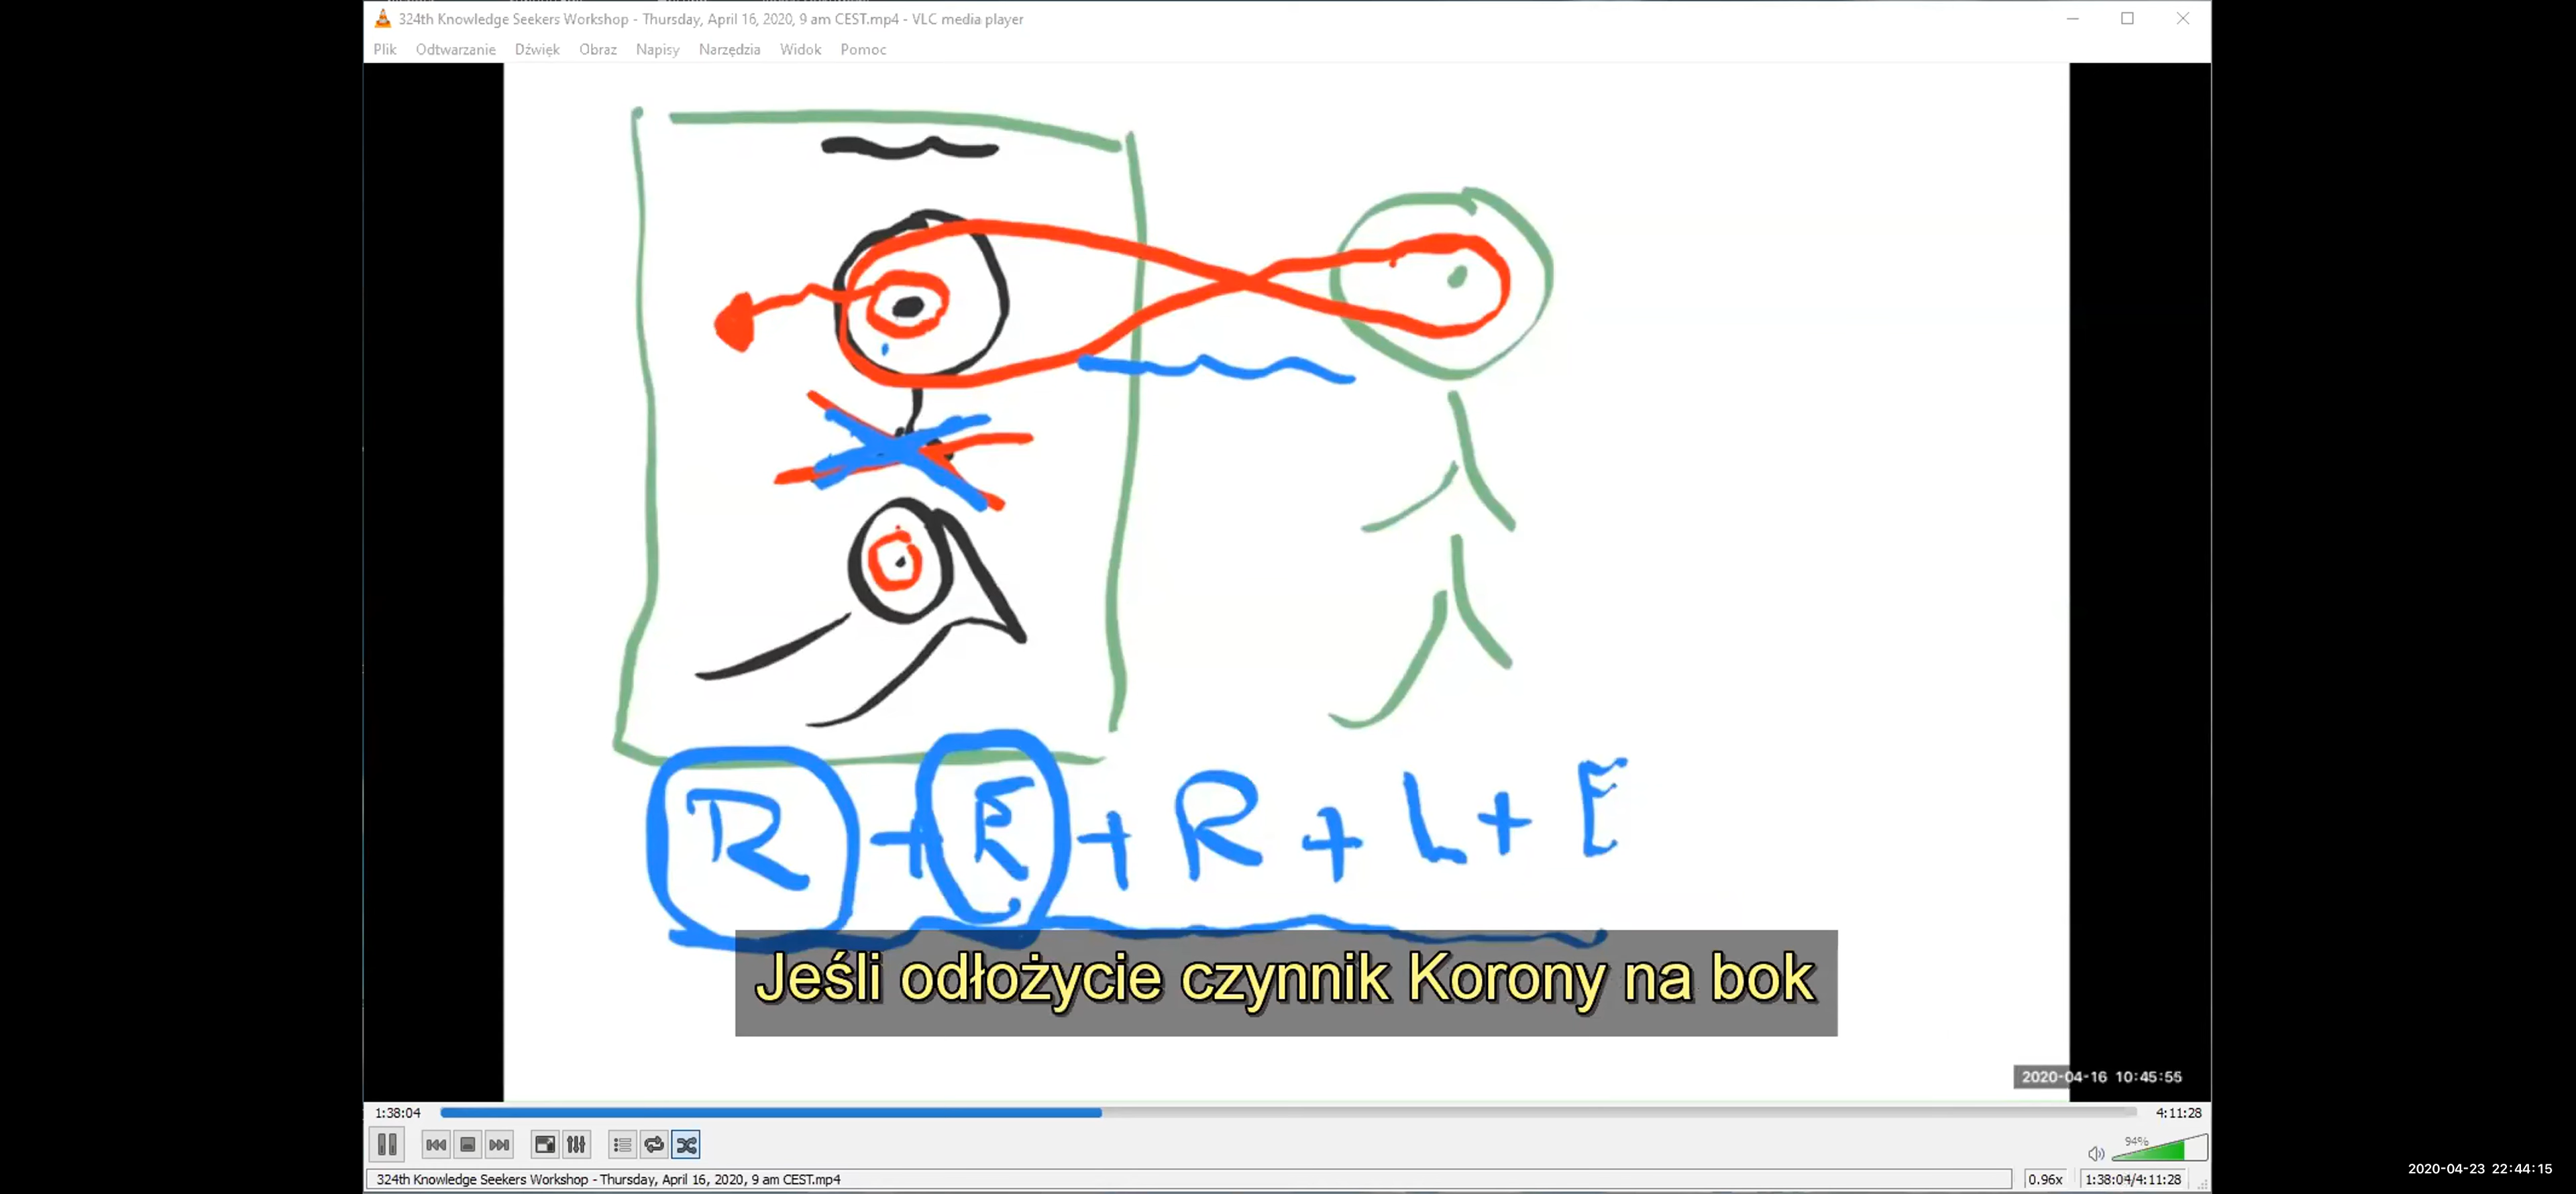 324th Knowledge Seekers Workshop - Thursday, April 16, 2020, 9 am CEST.mp4 - VLC media player
Plik Odtwarzanie Dźwięk Obraz Napisy Narzędzia Widok Pomoc
R + E + R + L + E
Jeśli odłożycie czynnik Korony na bok
2020-04-16 10:45:55
1:38:04 4:11:28
94%
324th Knowledge Seekers Workshop - Thursday, April 16, 2020, 9 am CEST.mp4 0.96x 1:38:04/4:11:28
2020-04-23 22:44:15